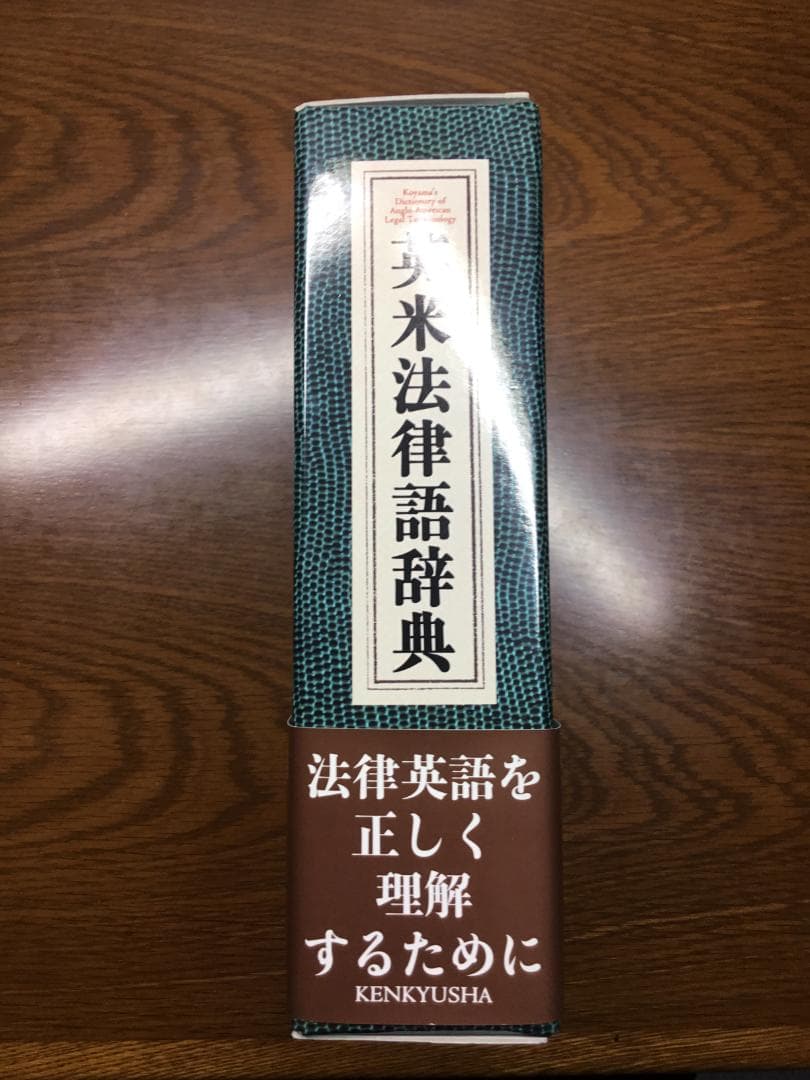 Koyama's
Dictionary of
Anglo-American
Legal Terminology
英米法律語辞典
法律英語を
正しく
理解
するために
KENKYUSHA